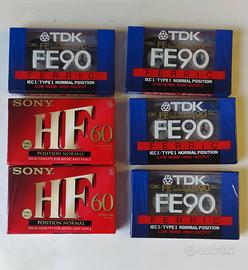 TDK
FE90
FERRIC
IEC I / TYPE I NORMAL POSITION
LOW NOISE HIGH OUTPUT
TDK
FE90
FERRIC
IEC I / TYPE I NORMAL POSITION
LOW NOISE HIGH OUTPUT
SONY
HF 60
POSITION NORMAL
HIGH FIDELITY FOR MUSIC AND VOICE
TDK
FE90
FERRIC
IEC I / TYPE I NORMAL POSITION
LOW NOISE HIGH OUTPUT
SONY
HF 60
POSITION NORMAL
HIGH FIDELITY FOR MUSIC AND VOICE
TDK
FE90
FERRIC
IEC I / TYPE I NORMAL POSITION
LOW NOISE HIGH OUTPUT
subito